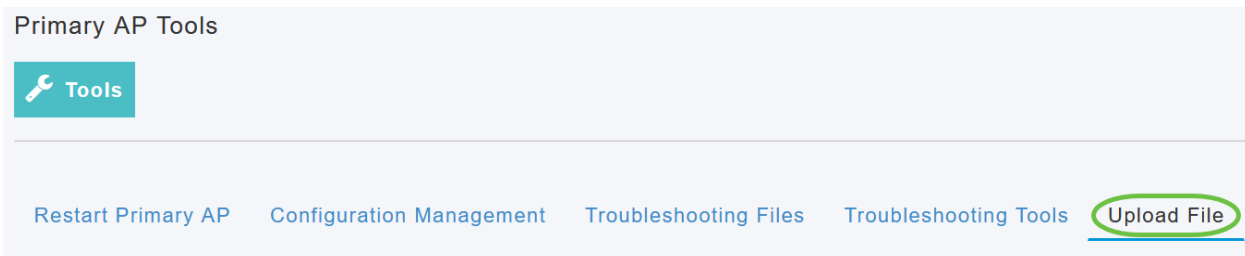 Primary AP Tools
Tools
Restart Primary AP Configuration Management Troubleshooting Files Troubleshooting Tools Upload File